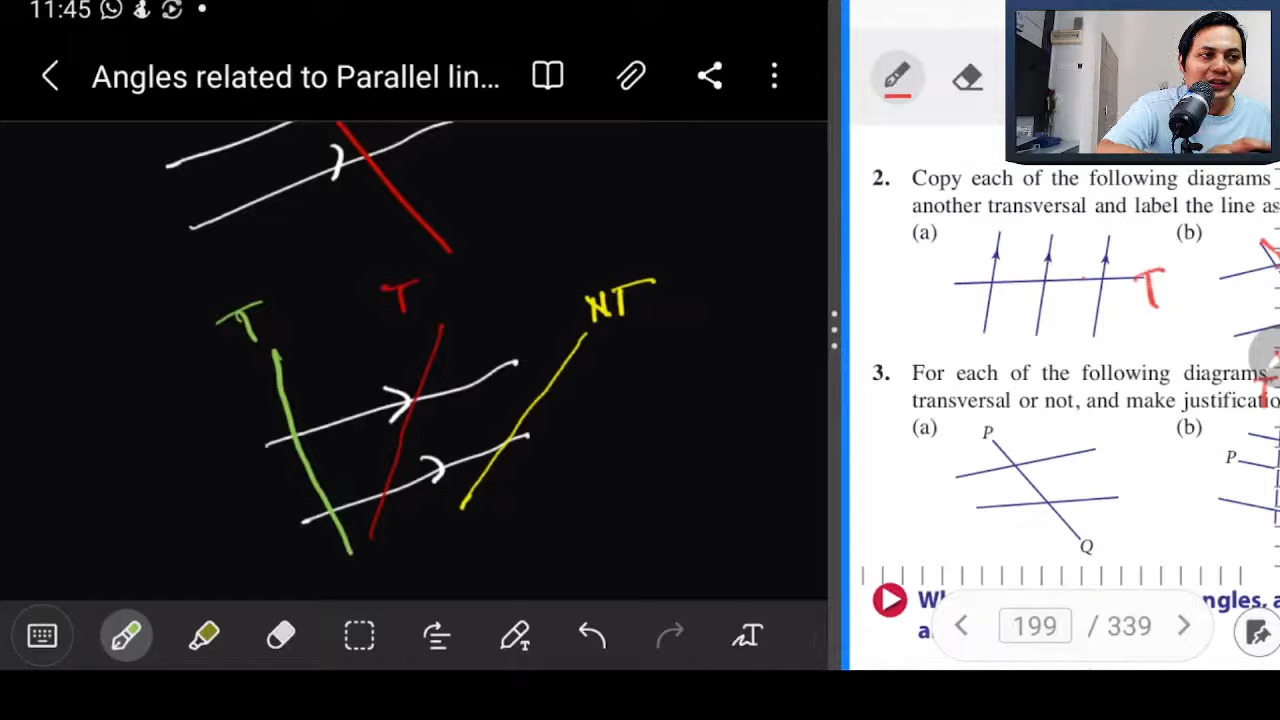 11:45
Angles related to Parallel lin...
T
T
NT
2. Copy each of the following diagrams
another transversal and label the line as
(a)
(b)
T
3. For each of the following diagrams,
transversal or not, and make justificatio
(a)
(b)
P
P
Q
ngles, a
199 / 339